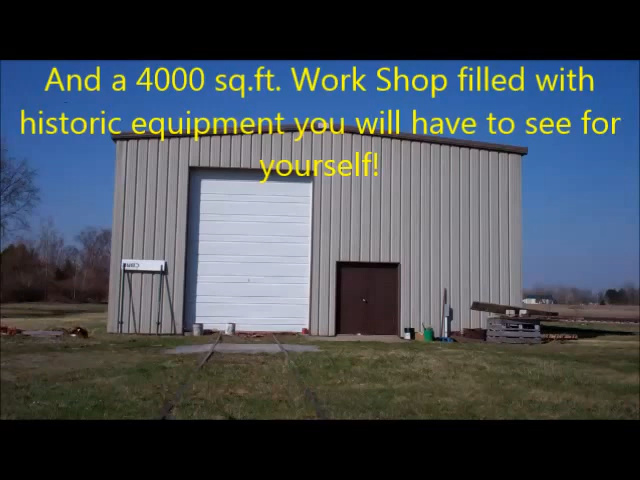 And a 4000 sq.ft. Work Shop filled with
historic equipment you will have to see for
yourself!